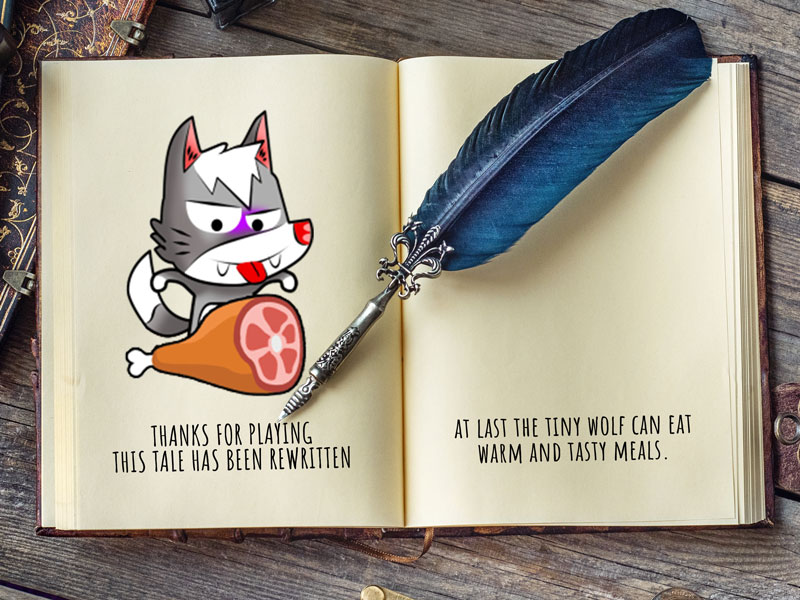 THANKS FOR PLAYING
THIS TALE HAS BEEN REWRITTEN
AT LAST THE TINY WOLF CAN EAT
WARM AND TASTY MEALS.